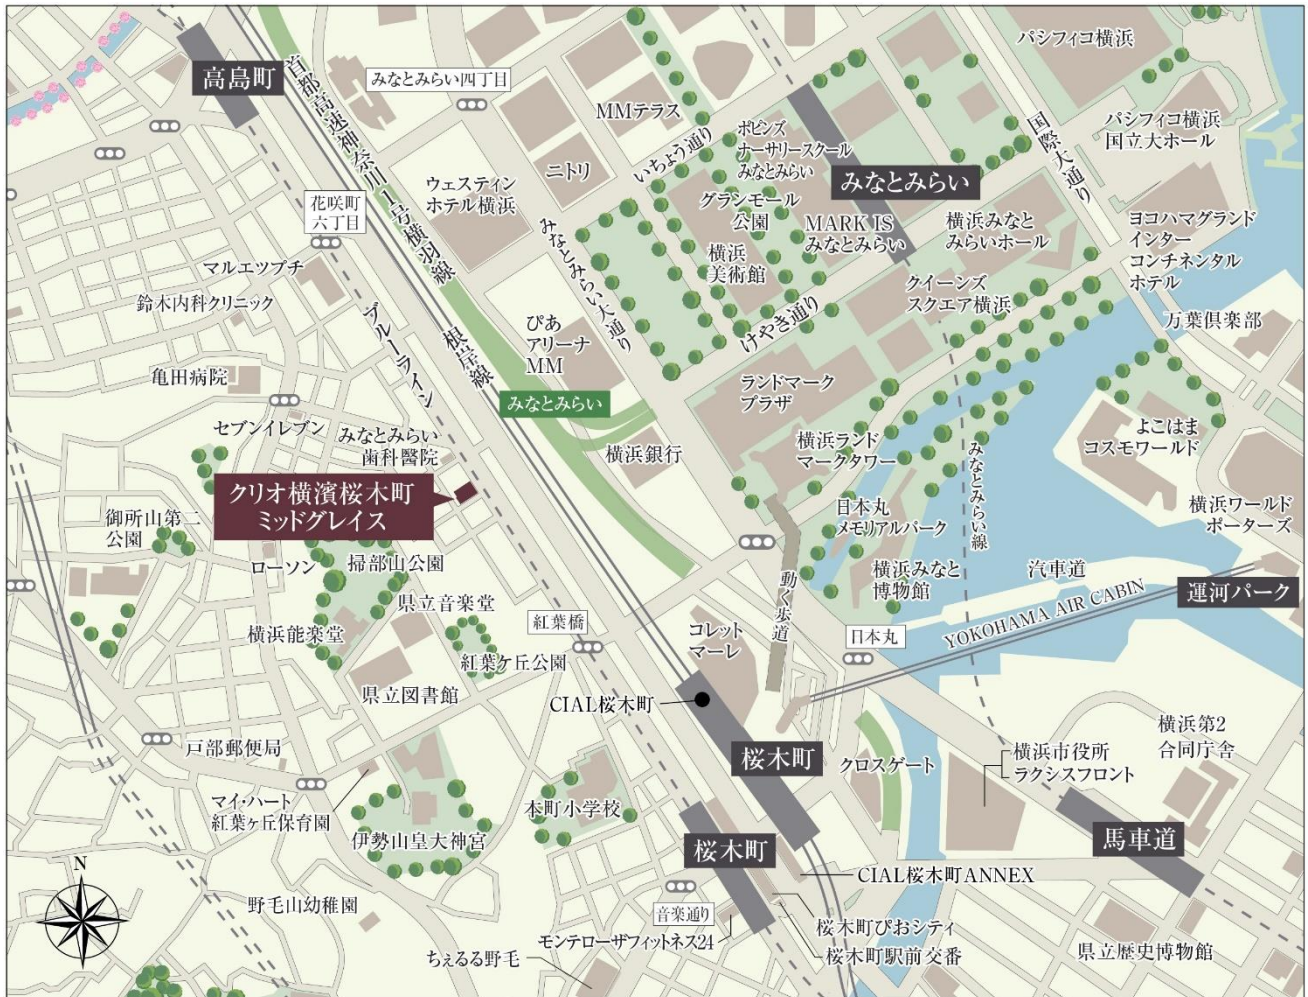 パシフィコ横浜
高島町
みなとみらい四丁目
首都高速神奈川1号横羽線
MMテラス
いちょう通り
ポピンズ
ナーサリースクール
みなとみらい
国際大通り
パシフィコ横浜
国立大ホール
みなとみらい
ニトリ
ウェスティン
ホテル横浜
花咲町
六丁目
グランモール
公園
MARK IS
みなとみらい
横浜みなと
みらいホール
ヨコハマグランド
インター
コンチネンタル
ホテル
みなとみらい大通り
横浜
美術館
クイーンズ
スクエア横浜
マルエツプチ
鈴木内科クリニック
ブルーライン
根岸線
ぴあ
アリーナ
MM
けやき通り
万葉倶楽部
亀田病院
みなとみらい
ランドマーク
プラザ
セブンイレブン
みなとみらい
歯科醫院
横浜銀行
横浜ランド
マークタワー
みなとみらい線
よこはま
コスモワールド
クリオ横濱桜木町
ミッドグレイス
御所山第二
公園
日本丸
メモリアルパーク
横浜ワールド
ポーターズ
ローソン
掃部山公園
動く歩道
横浜みなと
博物館
汽車道
運河パーク
YOKOHAMA AIR CABIN
県立音楽堂
横浜能楽堂
紅葉橋
コレット
マーレ
日本丸
紅葉ケ丘公園
県立図書館
CIAL桜木町
戸部郵便局
桜木町
クロスゲート
横浜市役所
ラクシスフロント
横浜第2
合同庁舎
マイ・ハート
紅葉ヶ丘保育園
本町小学校
伊勢山皇大神宮
桜木町
馬車道
CIAL桜木町ANNEX
N
野毛山幼稚園
音楽通り
桜木町ぴおシティ
モンテローザフィットネス24
桜木町駅前交番
ちぇるる野毛
県立歴史博物館